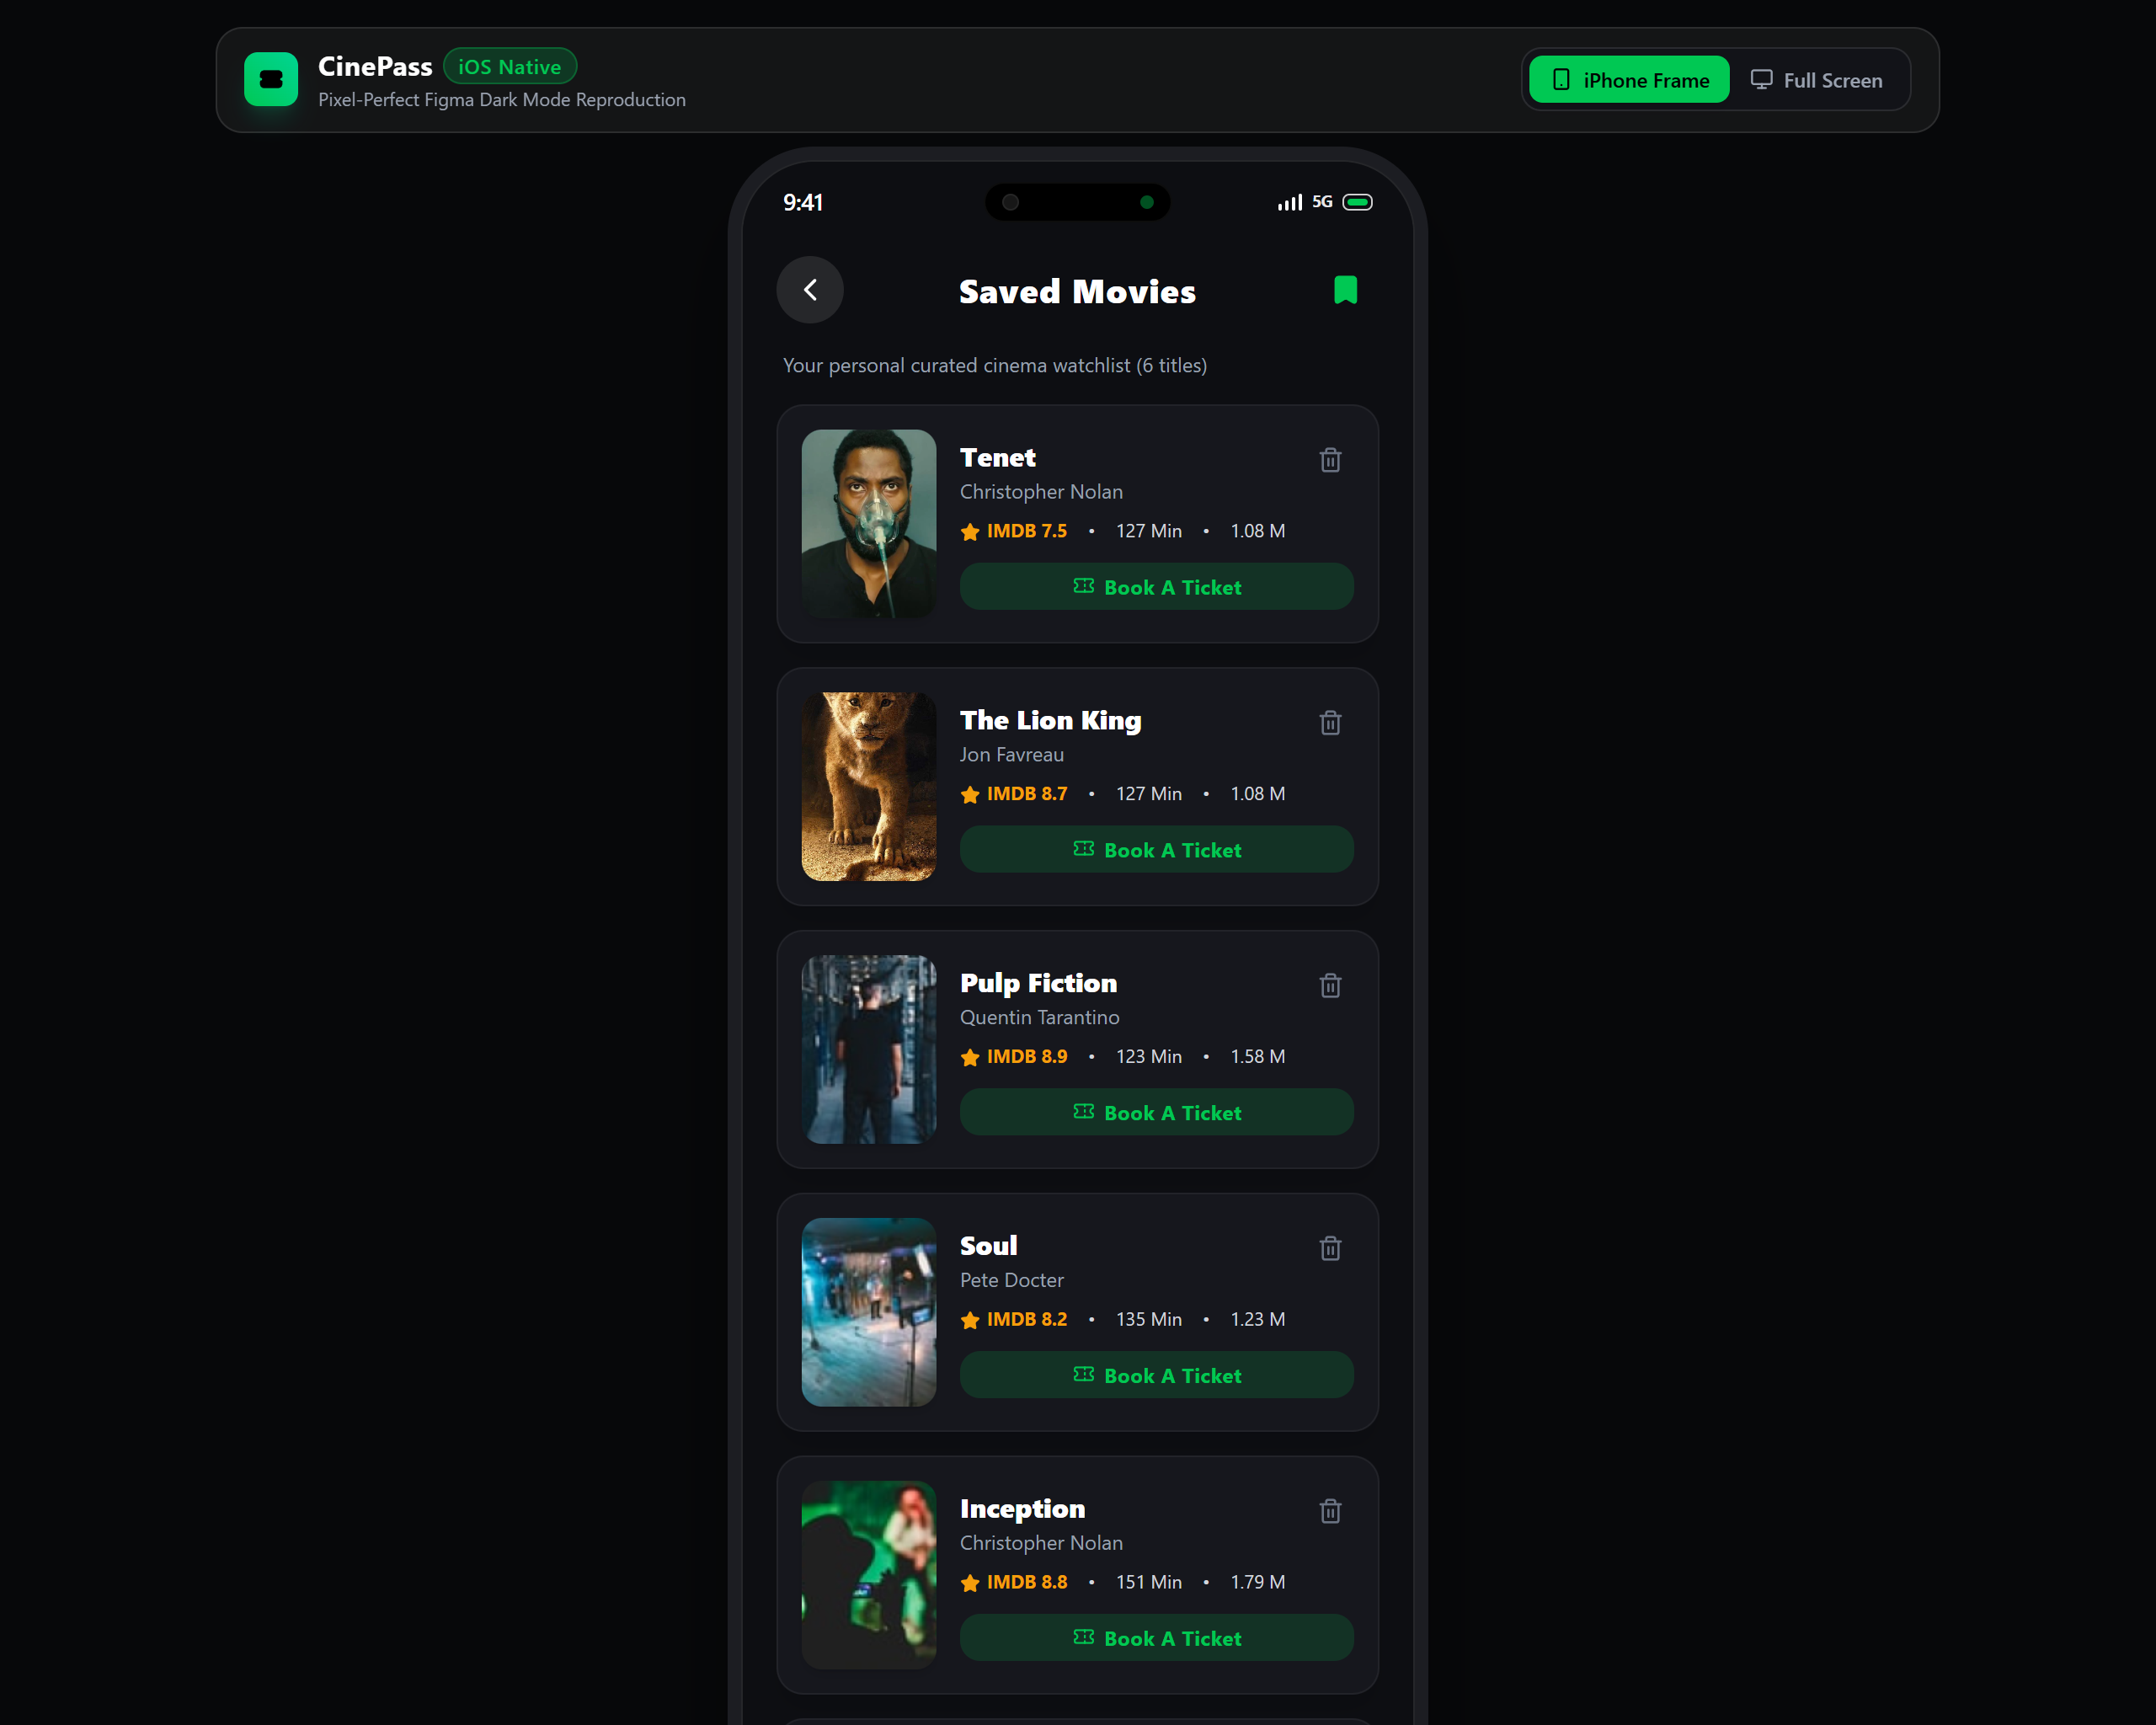 CinePass iOS Native
Pixel-Perfect Figma Dark Mode Reproduction
iPhone Frame
Full Screen
9:41
5G
Saved Movies
Your personal curated cinema watchlist (6 titles)
Tenet
Christopher Nolan
IMDB 7.5 • 127 Min • 1.08 M
Book A Ticket
The Lion King
Jon Favreau
IMDB 8.7 • 127 Min • 1.08 M
Book A Ticket
Pulp Fiction
Quentin Tarantino
IMDB 8.9 • 123 Min • 1.58 M
Book A Ticket
Soul
Pete Docter
IMDB 8.2 • 135 Min • 1.23 M
Book A Ticket
Inception
Christopher Nolan
IMDB 8.8 • 151 Min • 1.79 M
Book A Ticket